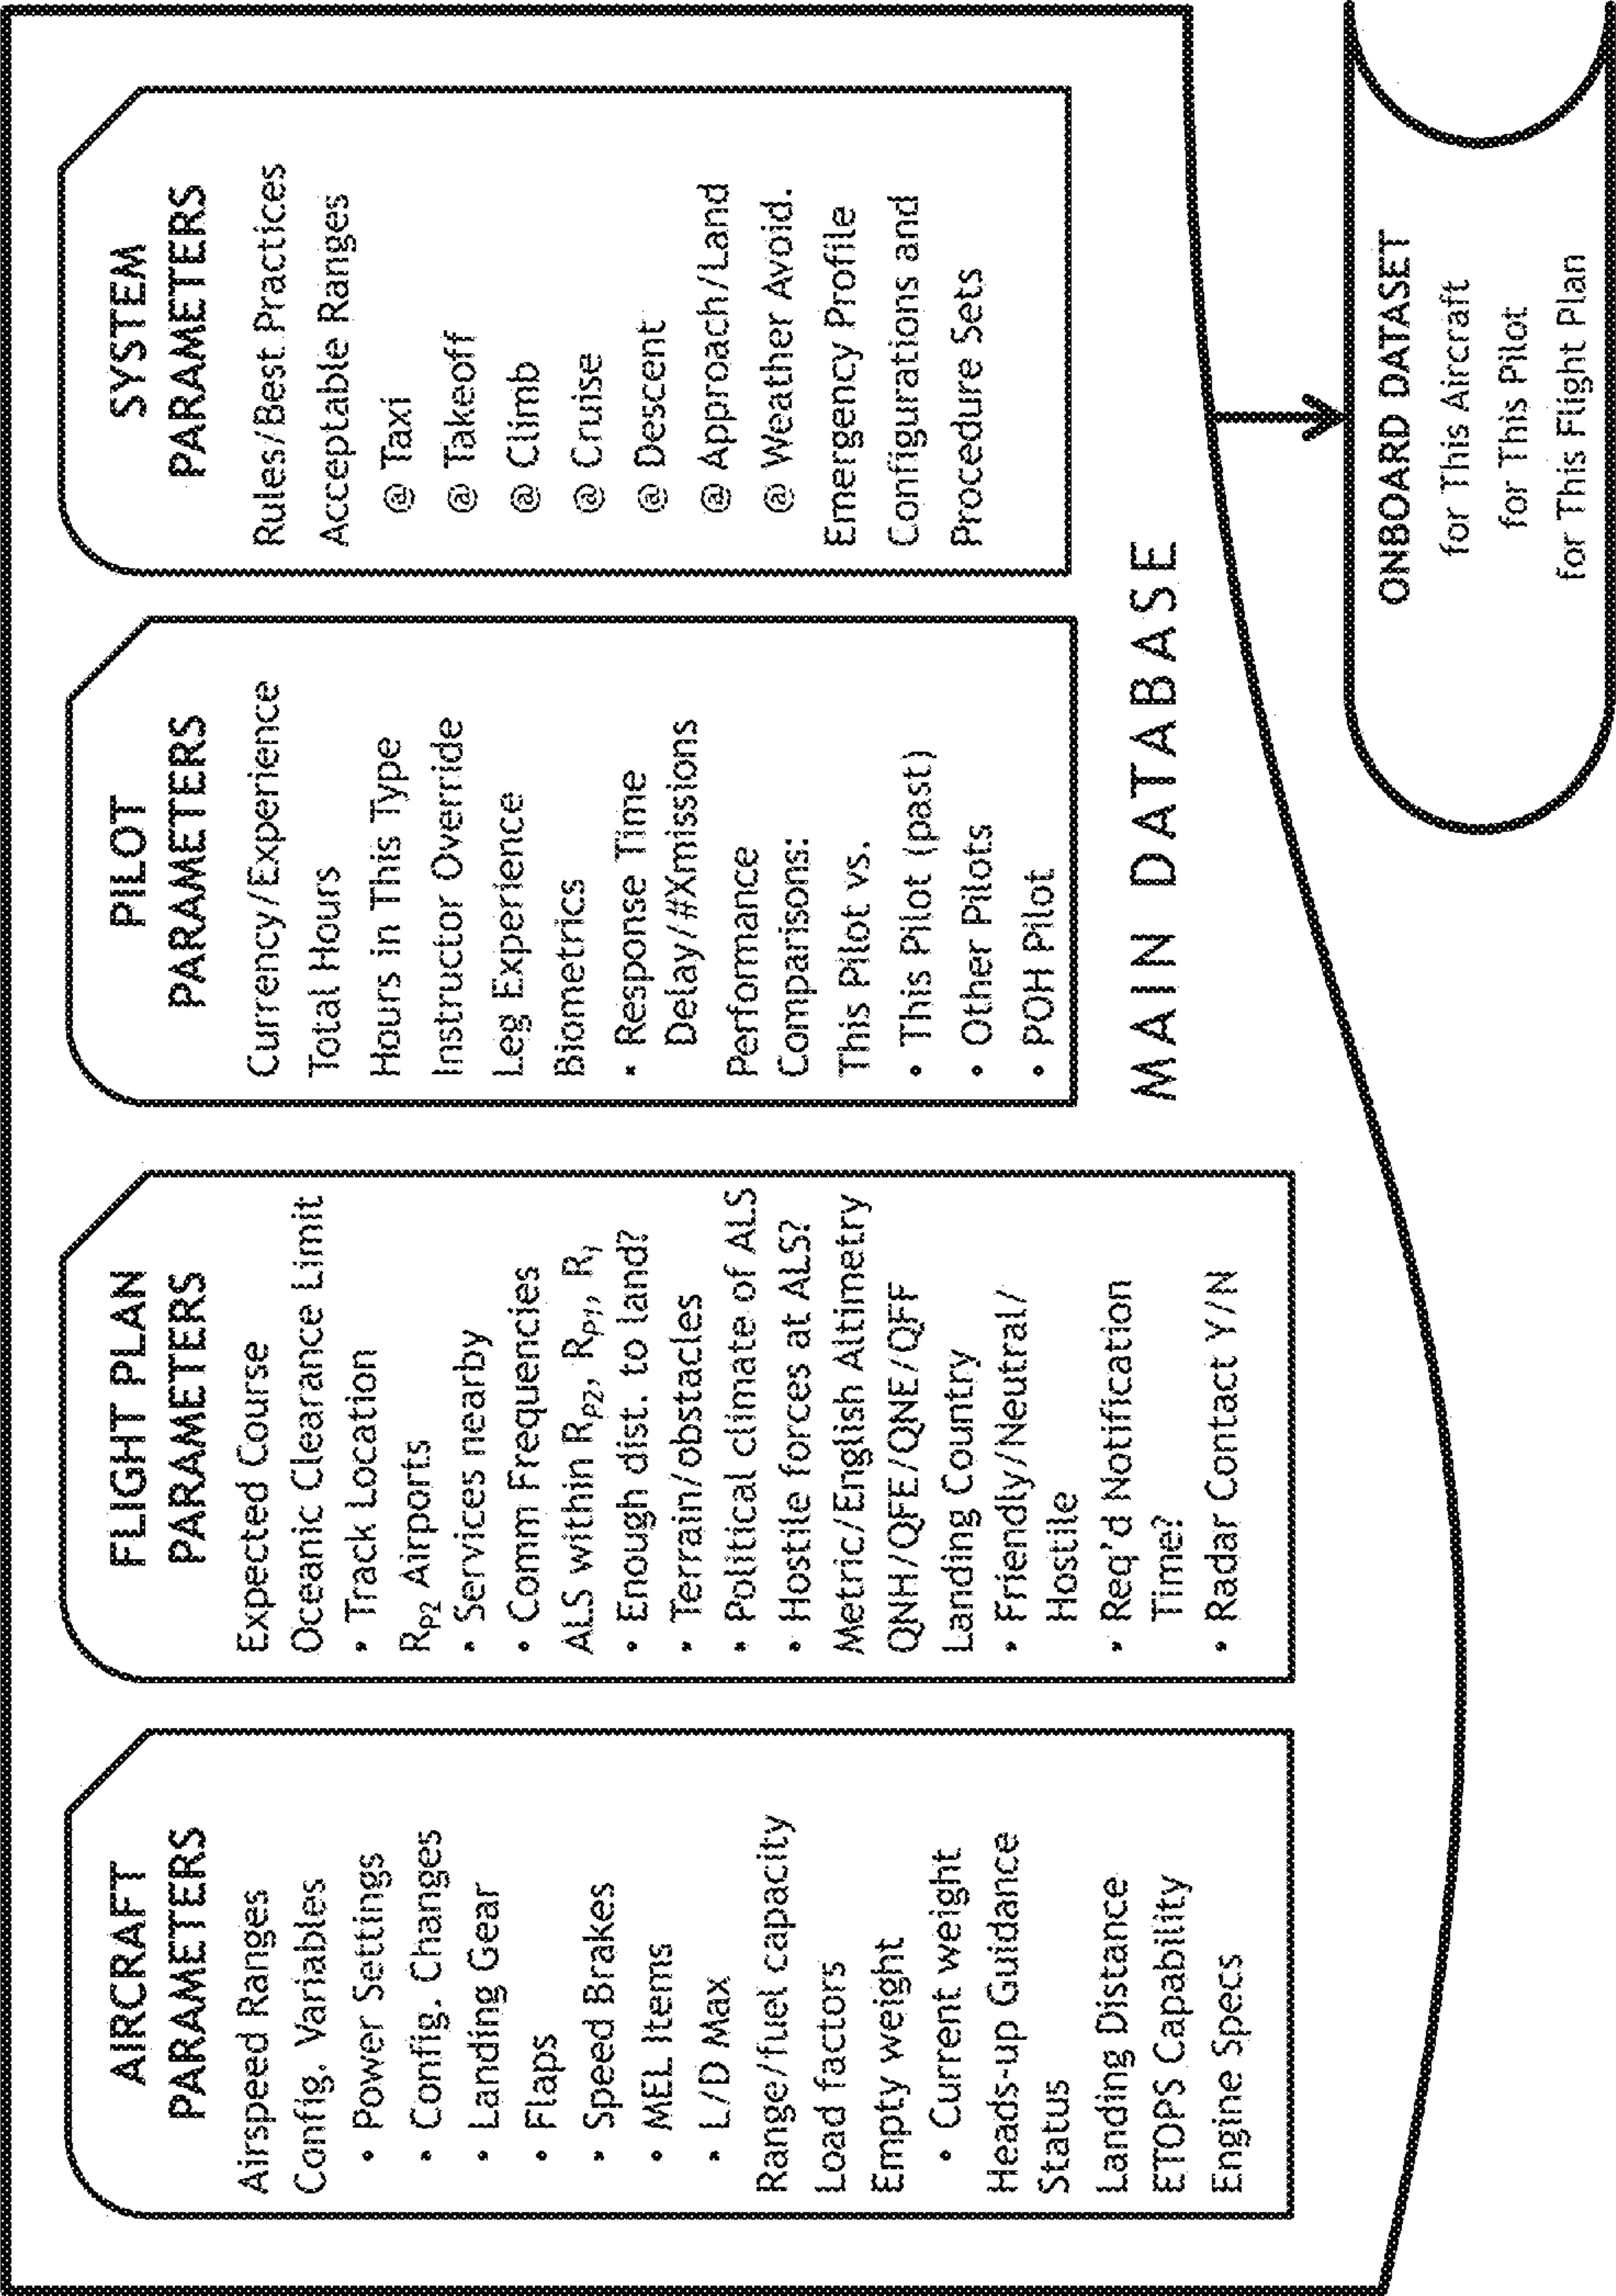 AIRCRAFT
PARAMETERS
Airspeed Ranges
Config. Variables
• Power Settings
• Config. Changes
• Landing Gear
• Flaps
• Speed Brakes
• MEL Items
• L/D Max
Range/fuel capacity
Load factors
Empty weight
• Current weight
Heads-up Guidance
Status
Landing Distance
ETOPS Capability
Engine Specs
FLIGHT PLAN
PARAMETERS
Expected Course
Oceanic Clearance Limit
• Track Location
RP2 Airports
• Services nearby
• Comm Frequencies
ALS within RP2, RP1, R1
• Enough dist. to land?
• Terrain/obstacles
• Political climate of ALS
• Hostile forces at ALS?
Metric/English Altimetry
QNH/QFE/QNE/QFF
Landing Country
• Friendly/Neutral/
Hostile
• Req'd Notification
Time?
• Radar Contact Y/N
PILOT
PARAMETERS
Currency/Experience
Total Hours
Hours in This Type
Instructor Override
Leg Experience
Biometrics
• Response Time
Delay/#Xmissions
Performance
Comparisons:
This Pilot vs.
• This Pilot (past)
• Other Pilots
• POH Pilot
SYSTEM
PARAMETERS
Rules/Best Practices
Acceptable Ranges
@ Taxi
@ Takeoff
@ Climb
@ Cruise
@ Descent
@ Approach/Land
@ Weather Avoid.
Emergency Profile
Configurations and
Procedure Sets
MAIN DATABASE
ONBOARD DATASET
for This Aircraft
for This Pilot
for This Flight Plan